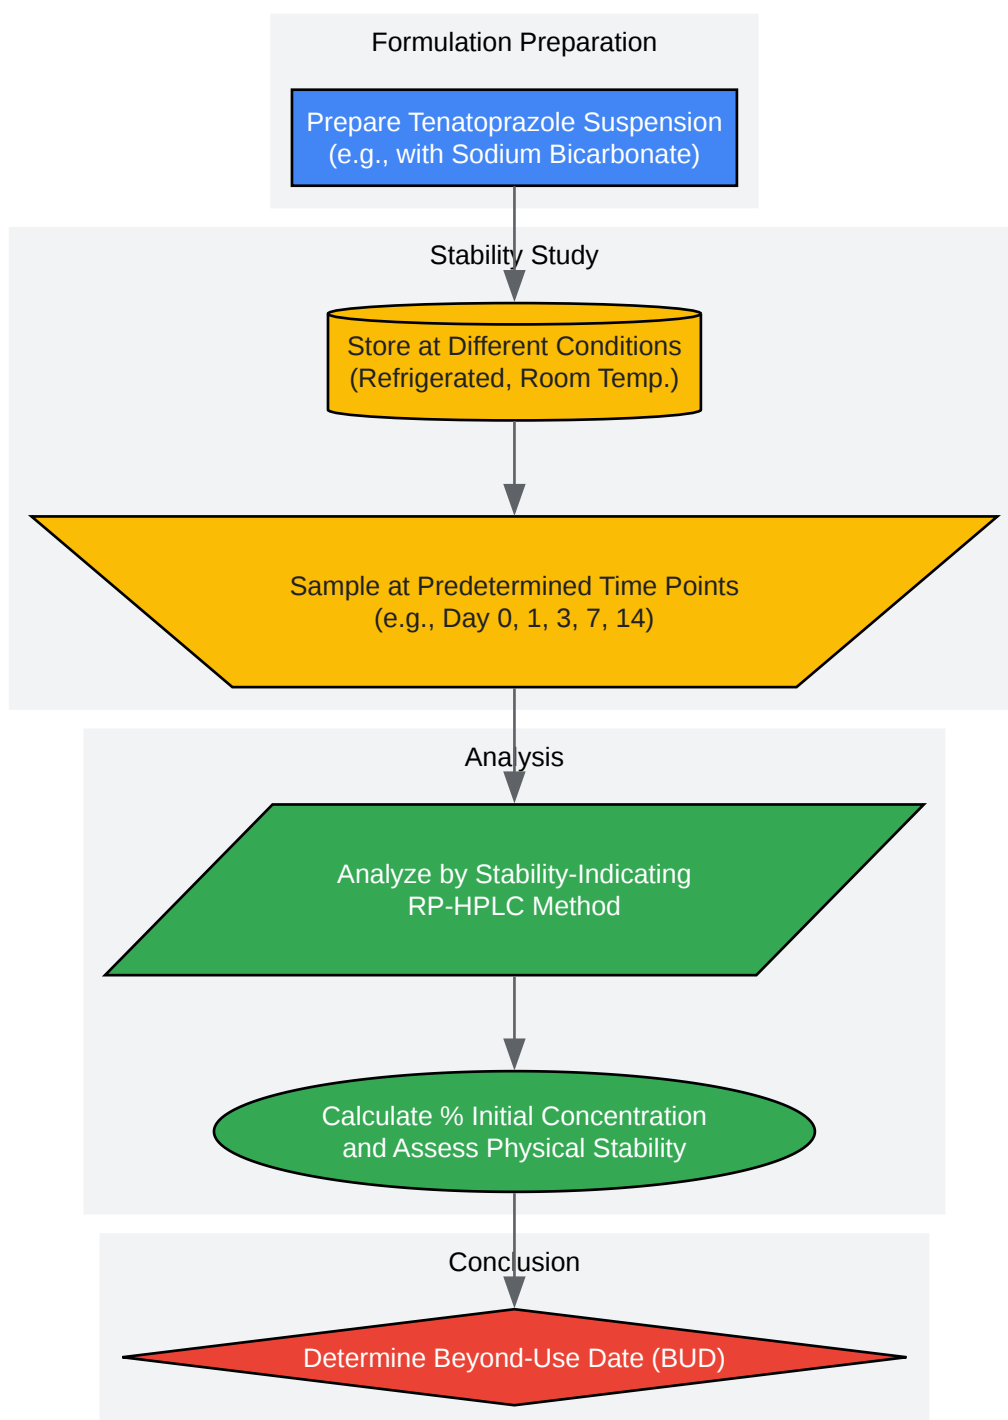 Formulation Preparation
Prepare Tenatoprazole Suspension
(e.g., with Sodium Bicarbonate)
Stability Study
Store at Different Conditions
(Refrigerated, Room Temp.)
Sample at Predetermined Time Points
(e.g., Day 0, 1, 3, 7, 14)
Analysis
Analyze by Stability-Indicating
RP-HPLC Method
Calculate % Initial Concentration
and Assess Physical Stability
Conclusion
Determine Beyond-Use Date (BUD)